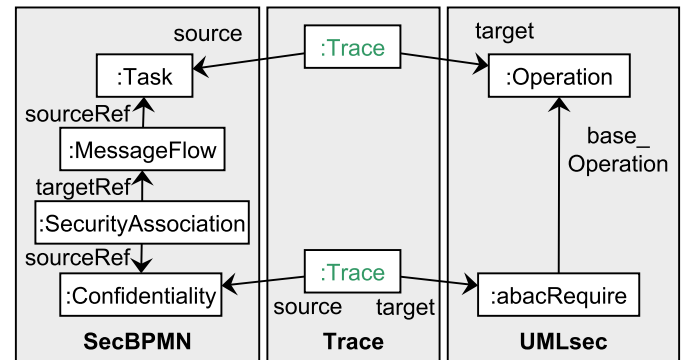 source
:Trace
target
:Task
:Operation
sourceRef
:MessageFlow
base_
Operation
targetRef
:SecurityAssociation
sourceRef
:Trace
:Confidentiality
source
target
:abacRequire
SecBPMN
Trace
UMLsec